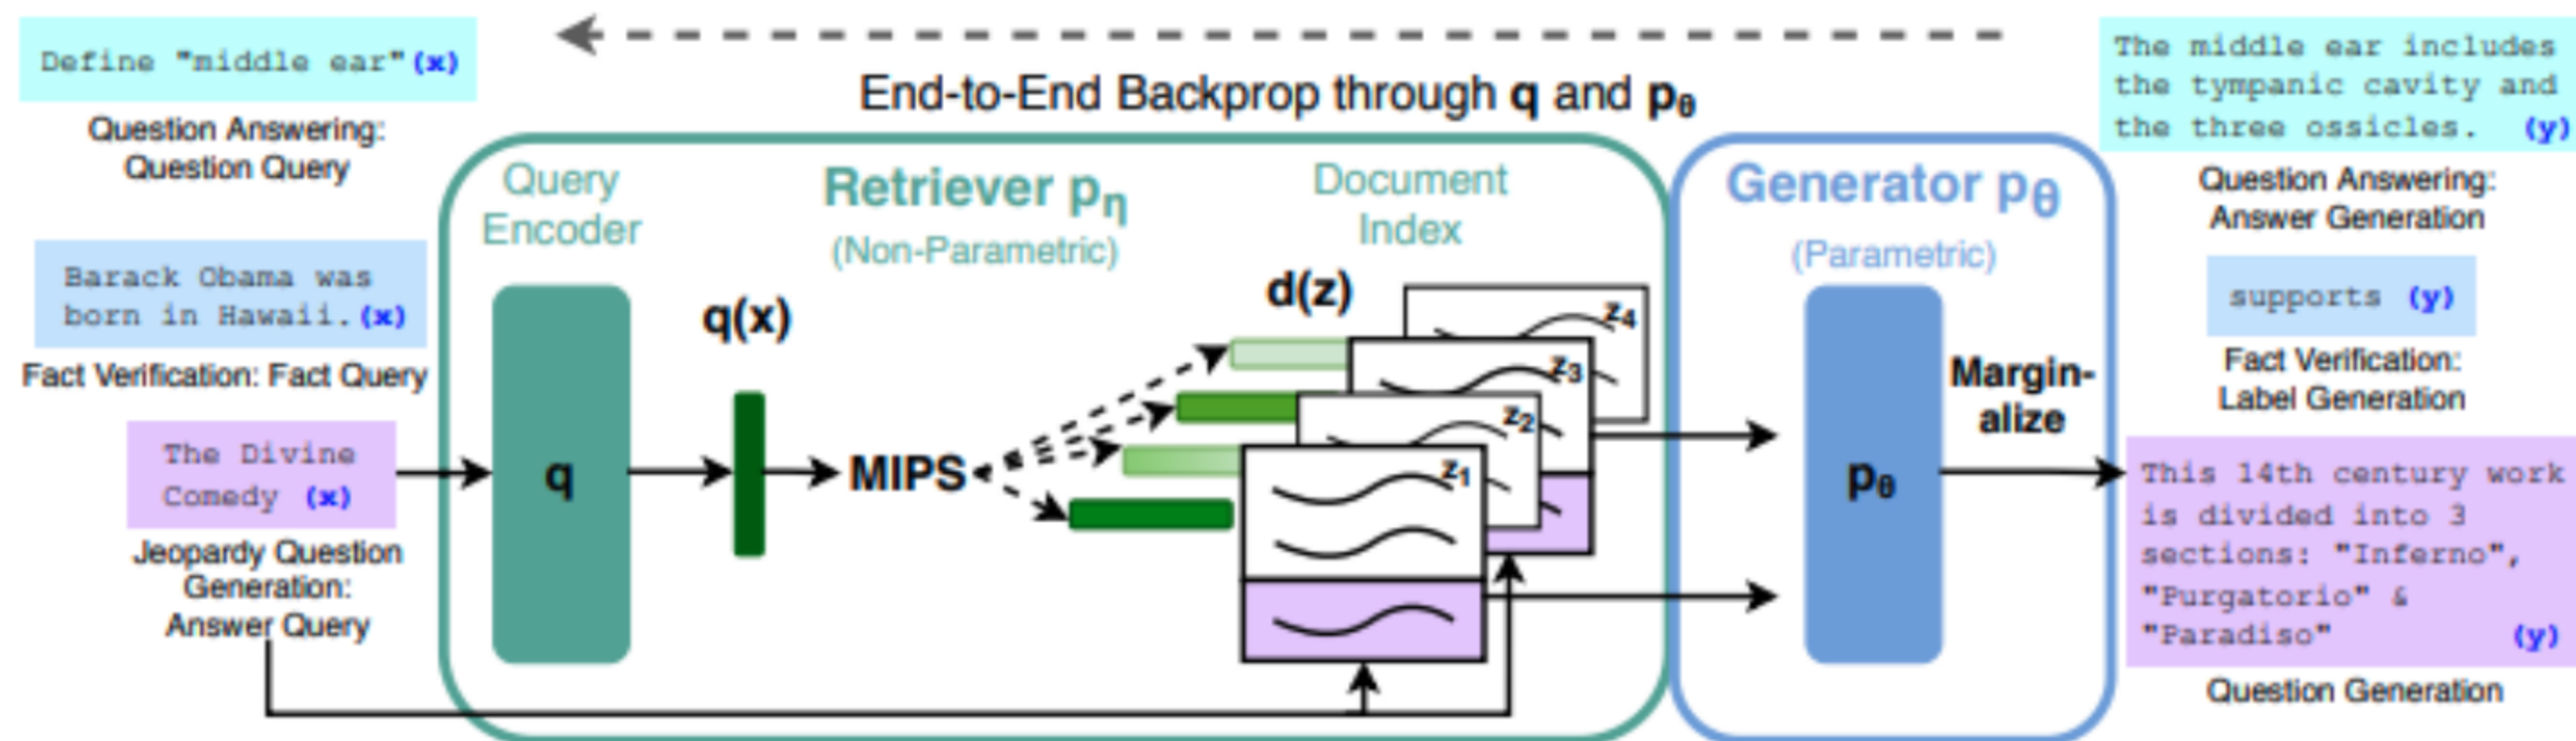 Define "middle ear" (x)
Question Answering:
Question Query
Barack Obama was
born in Hawaii. (x)
Fact Verification: Fact Query
The Divine
Comedy (x)
Jeopardy Question
Generation:
Answer Query
End-to-End Backprop through q and pθ
Query
Encoder
q
q(x)
Retriever pη
(Non-Parametric)
MIPS
Document
Index
d(z)
z4
z3
z2
z1
Generator pθ
(Parametric)
pθ
Margin-
alize
The middle ear includes
the tympanic cavity and
the three ossicles. (y)
Question Answering:
Answer Generation
supports (y)
Fact Verification:
Label Generation
This 14th century work
is divided into 3
sections: "Inferno",
"Purgatorio" &
"Paradiso" (y)
Question Generation